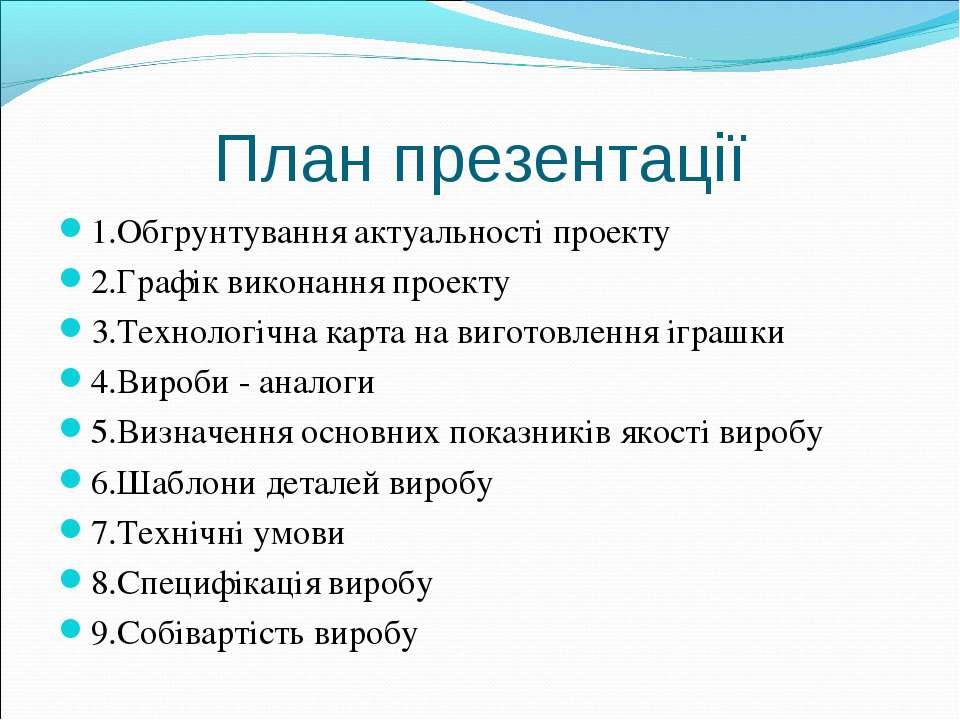 План презентації
1.Обгрунтування актуальності проекту
2.Графік виконання проекту
3.Технологічна карта на виготовлення іграшки
4.Вироби - аналоги
5.Визначення основних показників якості виробу
6.Шаблони деталей виробу
7.Технічні умови
8.Специфікація виробу
9.Собівартість виробу